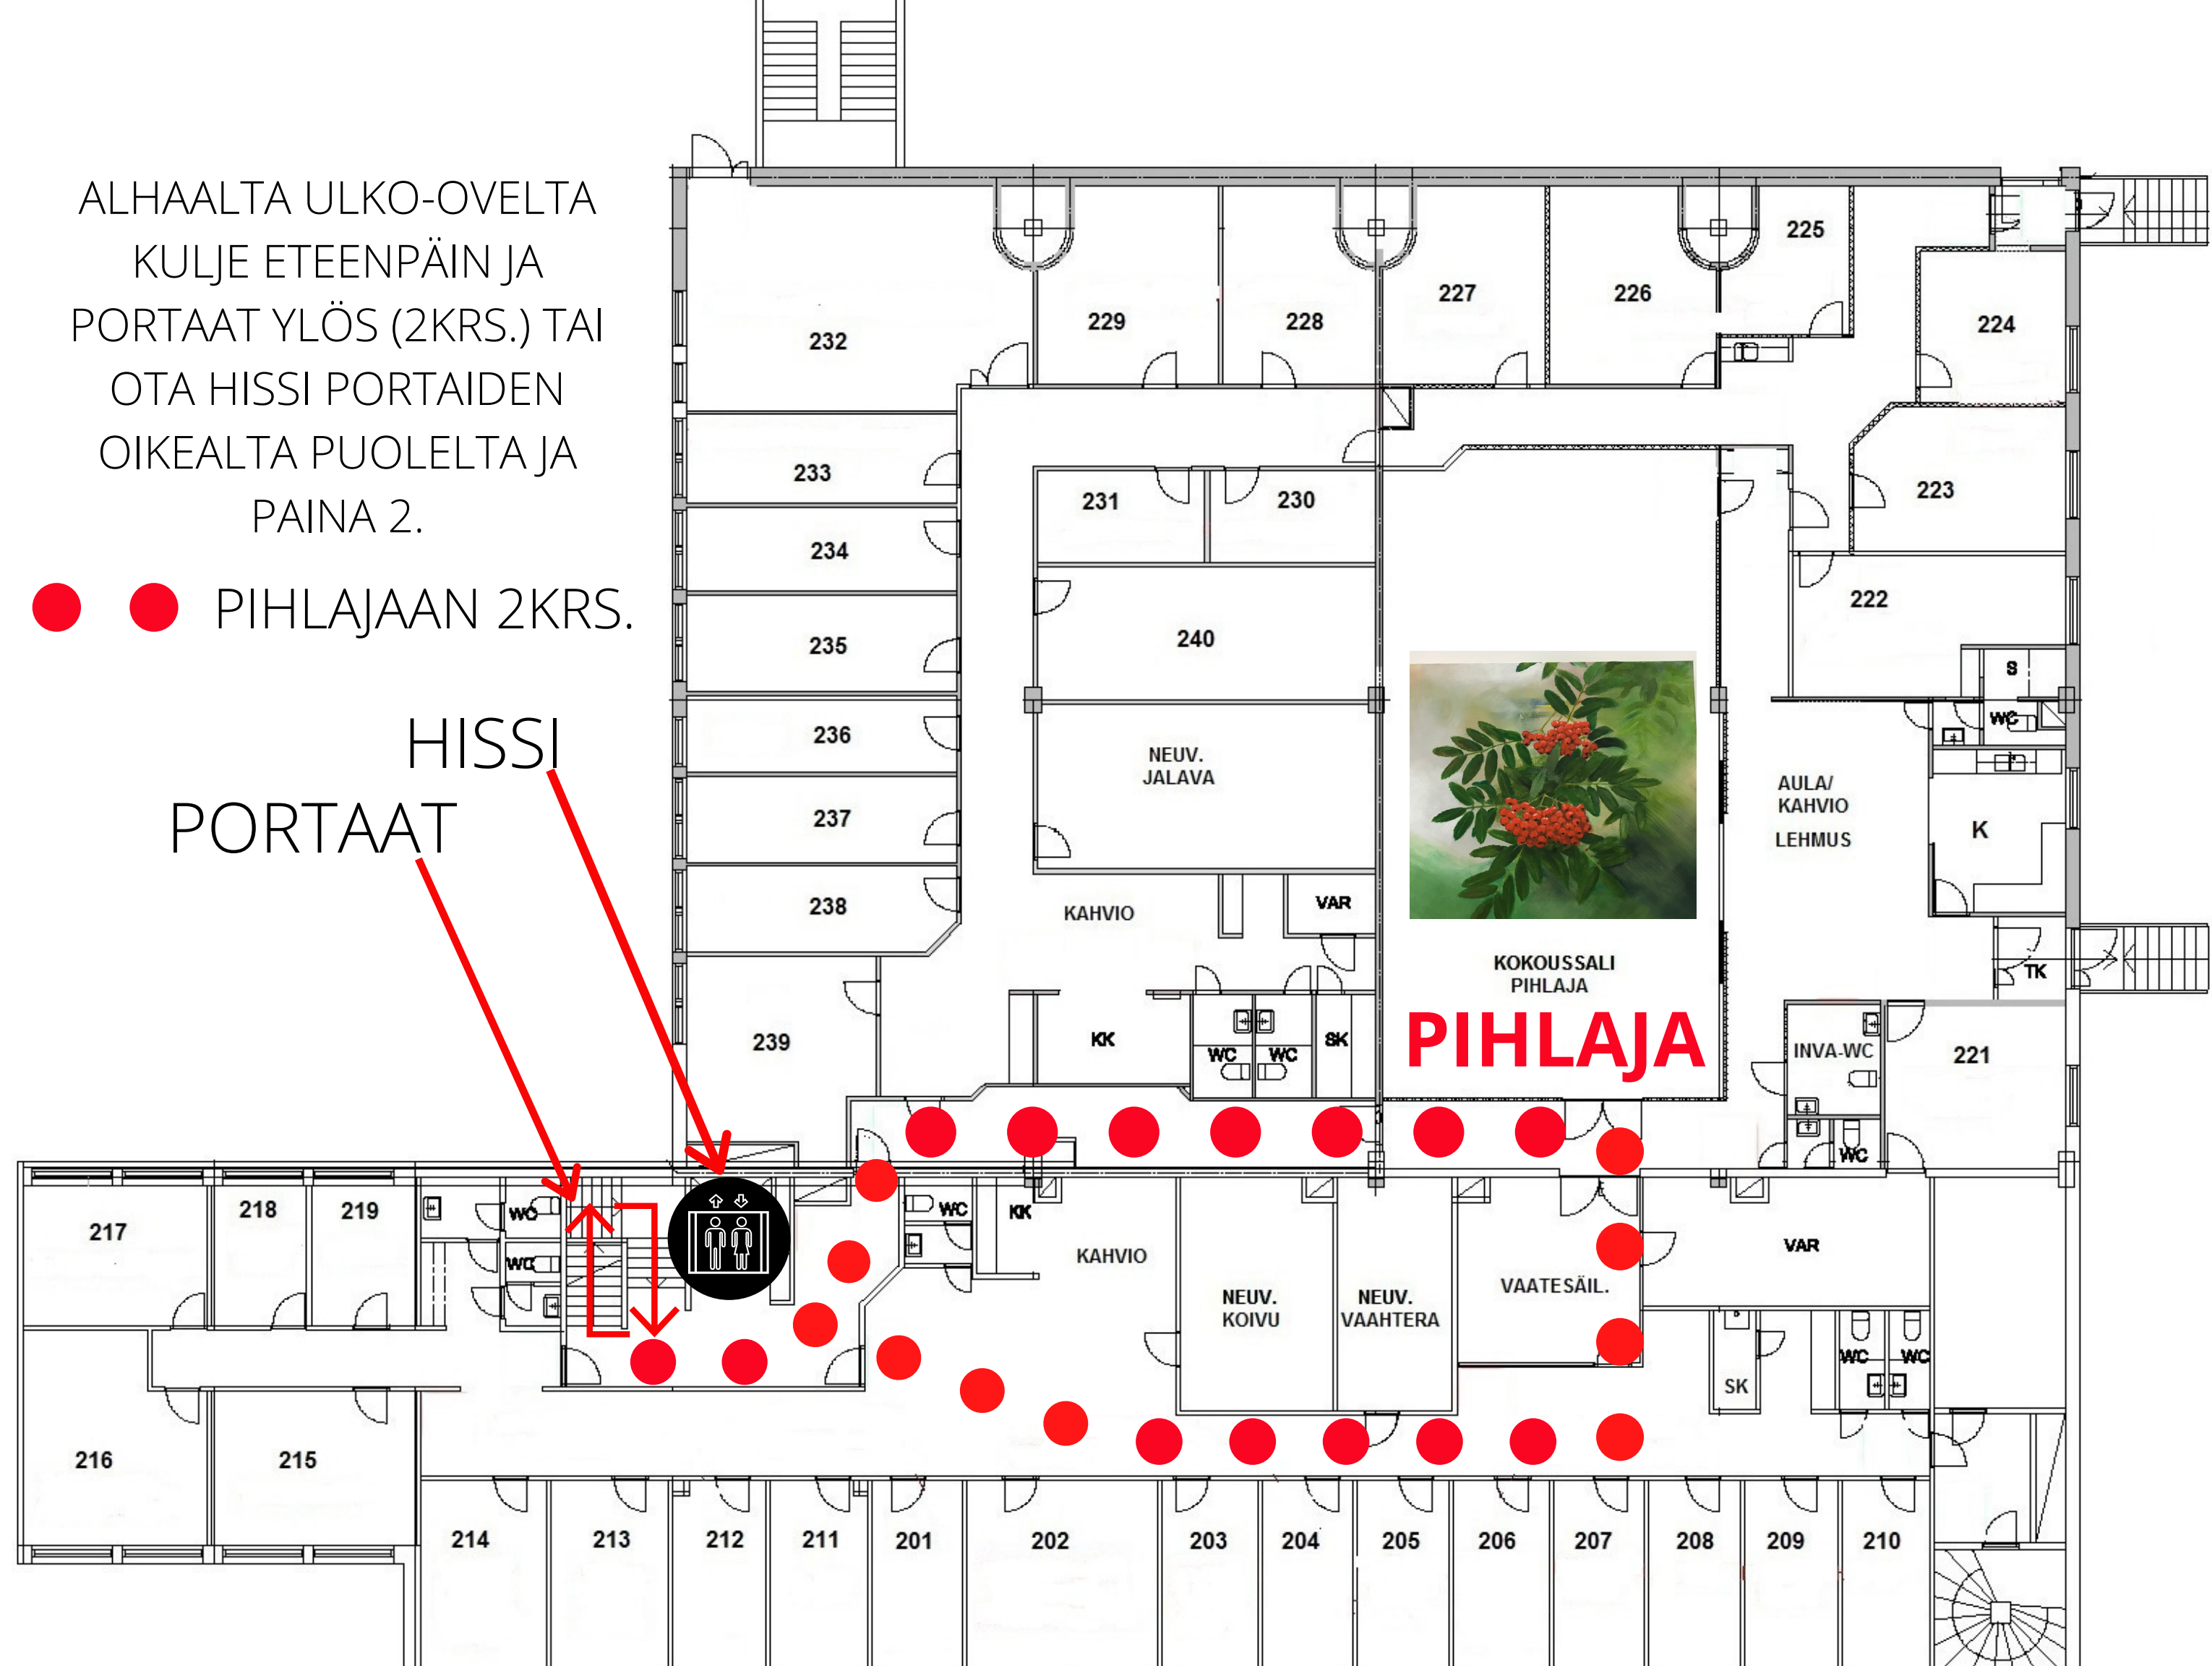 ALHAALTA ULKO-OVELTA
KULJE ETEENPÄIN JA
PORTAAT YLÖS (2KRS.) TAI
OTA HISSI PORTAIDEN
OIKEALTA PUOLELTA JA
PAINA 2.
PIHLAJAAN 2KRS.
HISSI
PORTAAT
225
232
229
228
227
226
224
233
231
230
223
234
222
235
240
S
236
NEUV.
JALAVA
WC
237
AULA/
KAHVIO
LEHMUS
K
238
KAHVIO
VAR
KOKOUSSALI
PIHLAJA
TK
PIHLAJA
239
KK
WC
WC
SK
INVA-WC
221
WC
217
218
219
WC
WC
WC
KK
KAHVIO
NEUV.
KOIVU
NEUV.
VAAHTERA
VAATESÄIL.
VAR
SK
WC
WC
216
215
214
213
212
211
201
202
203
204
205
206
207
208
209
210